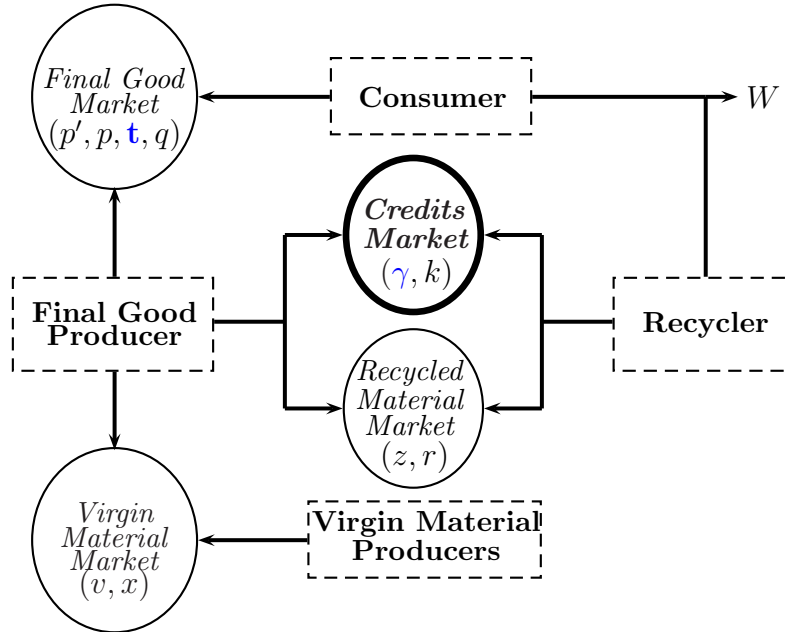 Final Good
Market
(p′, p, t, q)
Consumer
W
Credits
Market
(γ, k)
Final Good
Producer
Recycler
Recycled
Material
Market
(z, r)
Virgin
Material
Market
(v, x)
Virgin Material
Producers